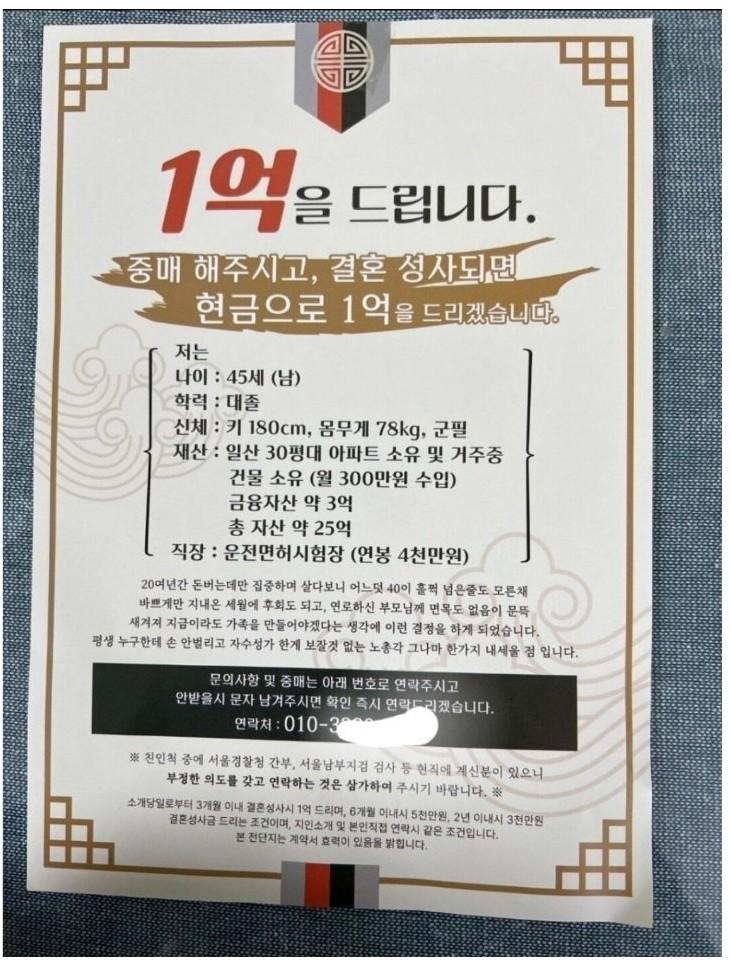 1억을 드립니다.
중매 해주시고, 결혼 성사되면
현금으로 1억을 드리겠습니다.
저는
나이 : 45세 (남)
학력 : 대졸
신체 : 키 180cm, 몸무게 78kg, 군필
재산 : 일산 30평대 아파트 소유 및 거주중
건물 소유 (월 300만원 수입)
금융자산 약 3억
총 자산 약 25억
직장 : 운전면허시험장 (연봉 4천만원)
20여년간 돈버는데만 집중하며 살다보니 어느덧 40이 훌쩍 넘은줄도 모른채
바쁘게만 지내온 세월에 후회도 되고, 연로하신 부모님께 면목도 없음이 문뜩
새겨져 지금이라도 가족을 만들어야겠다는 생각에 이런 결정을 하게 되었습니다.
평생 누구한테 손 안벌리고 자수성가 한게 보잘것 없는 노총각 그나마 한가지 내세울 점 입니다.
문의사항 및 중매는 아래 번호로 연락주시고
안받을시 문자 남겨주시면 확인 즉시 연락드리겠습니다.
연락처 : 010-3
※ 친인척 중에 서울경찰청 간부, 서울남부지검 검사 등 현직에 계신분이 있으니
부정한 의도를 갖고 연락하는 것은 삼가하여 주시기 바랍니다. ※
소개당일로부터 3개월 이내 결혼성사시 1억 드리며, 6개월 이내시 5천만원, 2년 이내시 3천만원
결혼성사금 드리는 조건이며, 지인소개 및 본인직접 연락시 같은 조건입니다.
본 전단지는 계약서 효력이 있음을 밝힙니다.